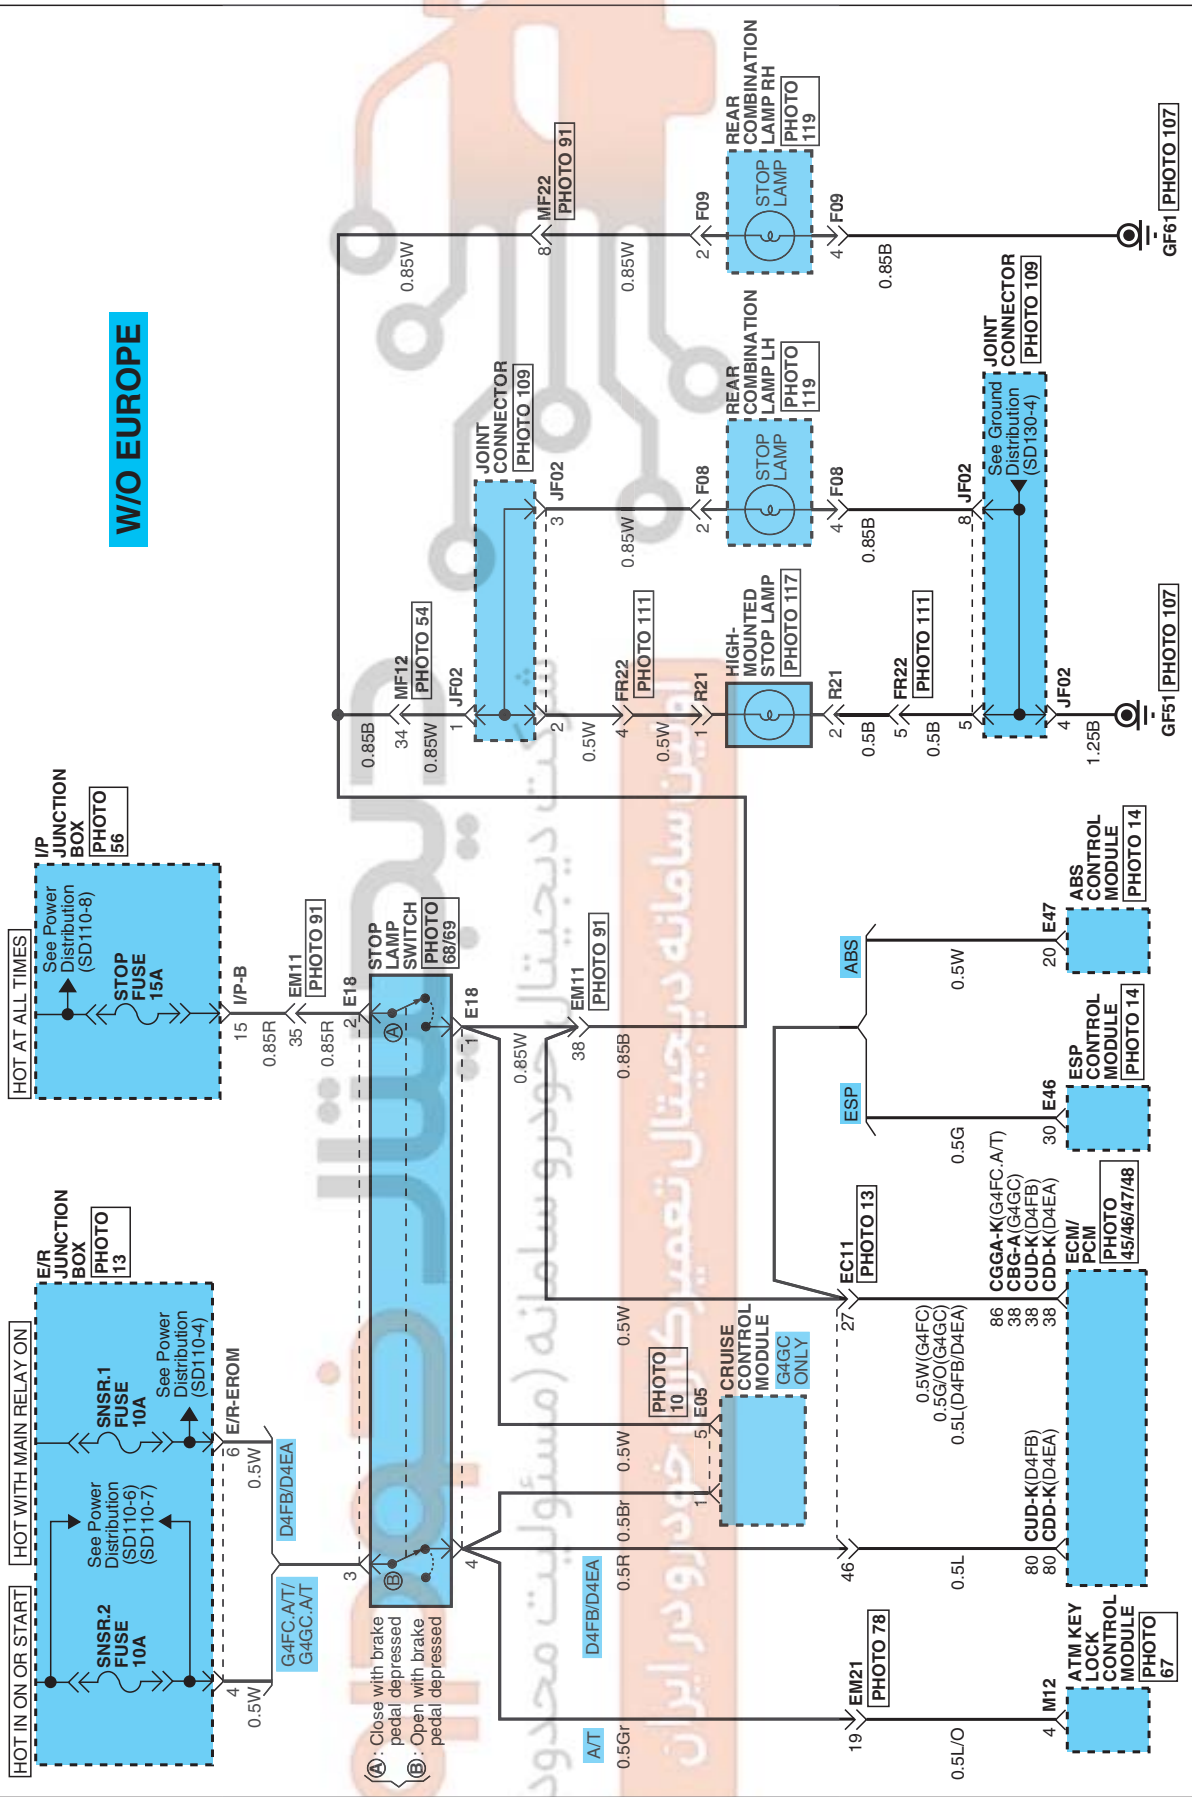 W/O EUROPE
HOT IN ON OR START
HOT WITH MAIN RELAY ON
HOT AT ALL TIMES
SNSR.2
FUSE
10A
See Power
Distribution
(SD110-6)
(SD110-7)
SNSR.1
FUSE
10A
See Power
Distribution
(SD110-4)
E/R
JUNCTION
BOX
PHOTO
13
See Power
Distribution
(SD110-8)
STOP
FUSE
15A
I/P
JUNCTION
BOX
PHOTO
56
4
0.5W
6
E/R-EROM
0.5W
G4FC.A/T/
G4GC.A/T
D4FB/D4EA
15
I/P-B
0.85R
35
EM11
PHOTO 91
0.85R
3
2
E18
A : Close with brake
pedal depressed
B : Open with brake
pedal depressed
B
A
STOP
LAMP
SWITCH
PHOTO
68/69
4
1
E18
0.85W
38
EM11
PHOTO 91
0.85B
A/T
0.5Gr
D4FB/D4EA
0.5R
0.5Br
0.5W
0.5W
PHOTO
10
1
5
E05
CRUISE
CONTROL
MODULE
G4GC
ONLY
19
EM21
PHOTO 78
0.5L/O
4
M12
ATM KEY
LOCK
CONTROL
MODULE
PHOTO
67
46
0.5L
80
CUD-K(D4FB)
80
CDD-K(D4EA)
27
EC11
PHOTO 13
0.5W(G4FC)
0.5G/O(G4GC)
0.5L(D4FB/D4EA)
86
CGGA-K(G4FC.A/T)
38
CBG-A(G4GC)
38
CUD-K(D4FB)
38
CDD-K(D4EA)
ECM/
PCM
PHOTO
45/46/47/48
ESP
0.5G
30
E46
ESP
CONTROL
MODULE
PHOTO 14
ABS
0.5W
20
E47
ABS
CONTROL
MODULE
PHOTO 14
0.85B
34
MF12
PHOTO 54
0.85W
1
JF02
JOINT
CONNECTOR
PHOTO 109
2
3
JF02
0.5W
4
FR22
PHOTO 111
0.5W
1
R21
HIGH-
MOUNTED
STOP LAMP
PHOTO 117
2
R21
0.5B
5
FR22
PHOTO 111
0.5B
5
0.85W
2
F08
STOP
LAMP
REAR
COMBINATION
LAMP LH
PHOTO
119
4
F08
0.85B
8
JF02
See Ground
Distribution
(SD130-4)
JOINT
CONNECTOR
PHOTO 109
4
JF02
1.25B
GF51
PHOTO 107
0.85W
8
MF22
PHOTO 91
0.85W
2
F09
STOP
LAMP
REAR
COMBINATION
LAMP RH
PHOTO
119
4
F09
0.85B
GF61
PHOTO 107
دیجیتال خودرو سامانه (مسئولیت محدود
اولین سامانه دیجیتال تعمیرکاران خودرو در ایران